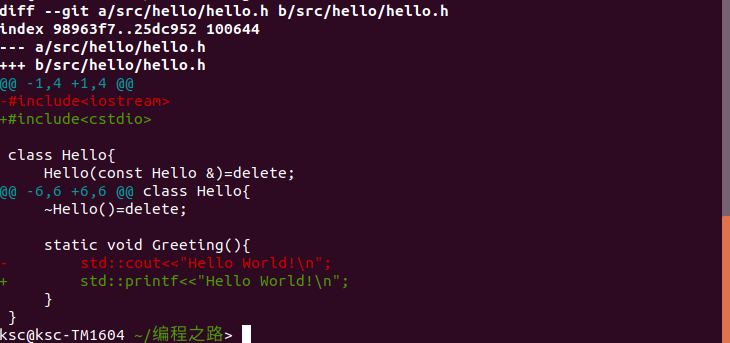 diff --git a/src/hello/hello.h b/src/hello/hello.h
index 98963f7..25dc952 100644
--- a/src/hello/hello.h
+++ b/src/hello/hello.h
@@ -1,4 +1,4 @@
-#include<iostream>
+#include<cstdio>

 class Hello{
     Hello(const Hello &)=delete;
@@ -6,6 +6,6 @@ class Hello{
     ~Hello()=delete;

     static void Greeting(){
-        std::cout<<"Hello World!\n";
+        std::printf<<"Hello World!\n";
     }
 }
ksc@ksc-TM1604 ~/编程之路>